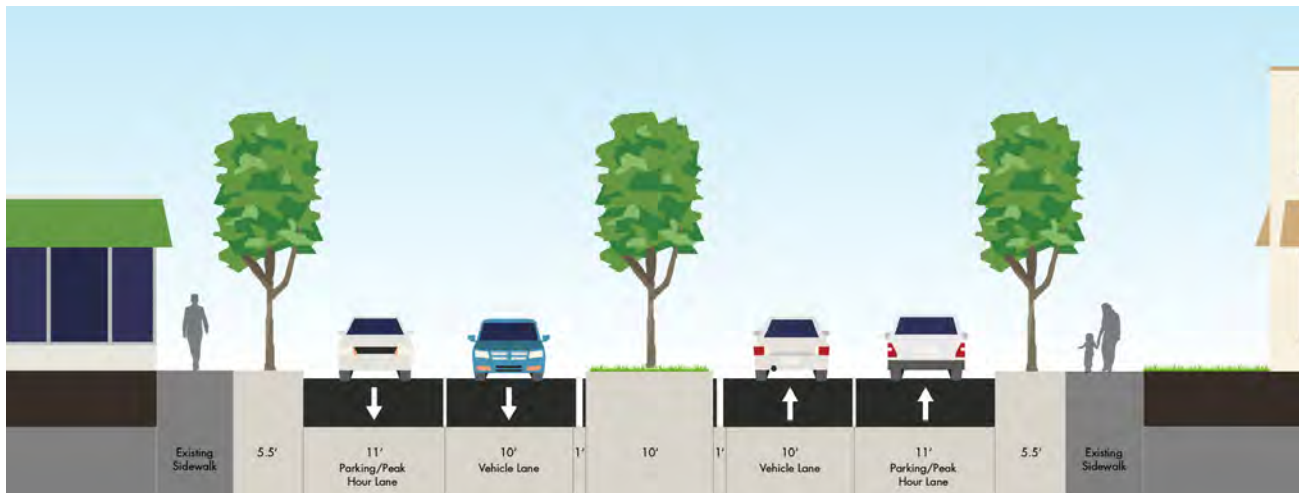 Existing
Sidewalk
5.5'
11'
Parking/Peak
Hour Lane
10'
Vehicle Lane
1'
10'
1'
10'
Vehicle Lane
11'
Parking/Peak
Hour Lane
5.5'
Existing
Sidewalk